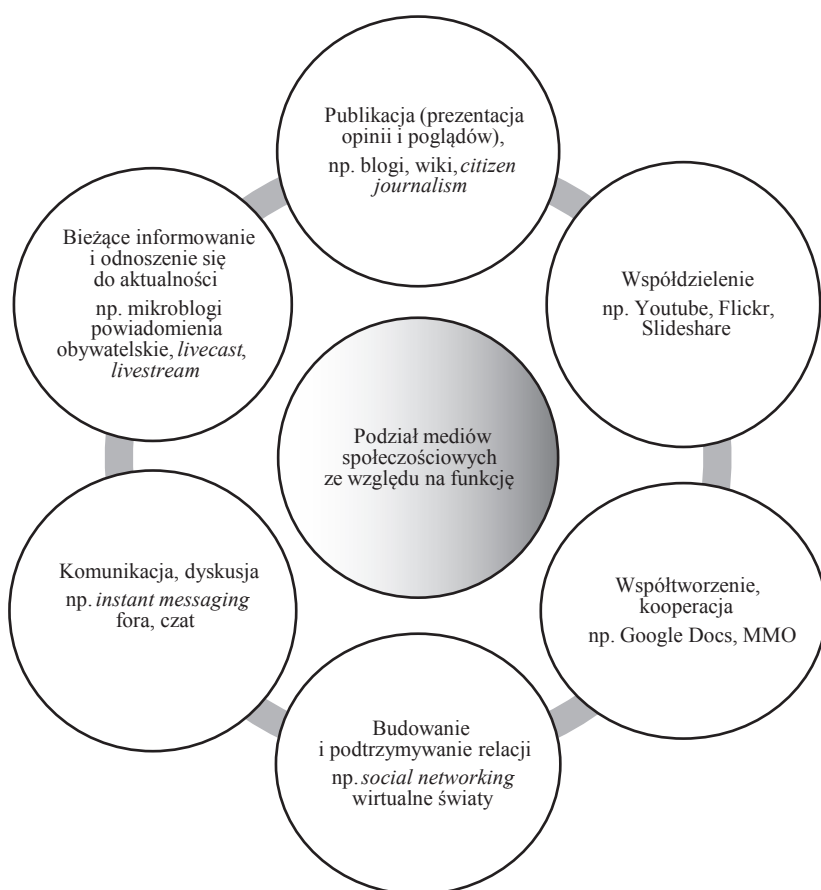 Publikacja (prezentacja
opinii i poglądów),
np. blogi, wiki, citizen
journalism
Bieżące informowanie
i odnoszenie się
do aktualności
np. mikroblogi
powiadomienia
obywatelskie, livecast,
livestream
Współdzielenie
np. Youtube, Flickr,
Slideshare
Podział mediów
społecznościowych
ze względu na funkcję
Komunikacja, dyskusja
np. instant messaging
fora, czat
Współtworzenie,
kooperacja
np. Google Docs, MMO
Budowanie
i podtrzymywanie relacji
np. social networking
wirtualne światy